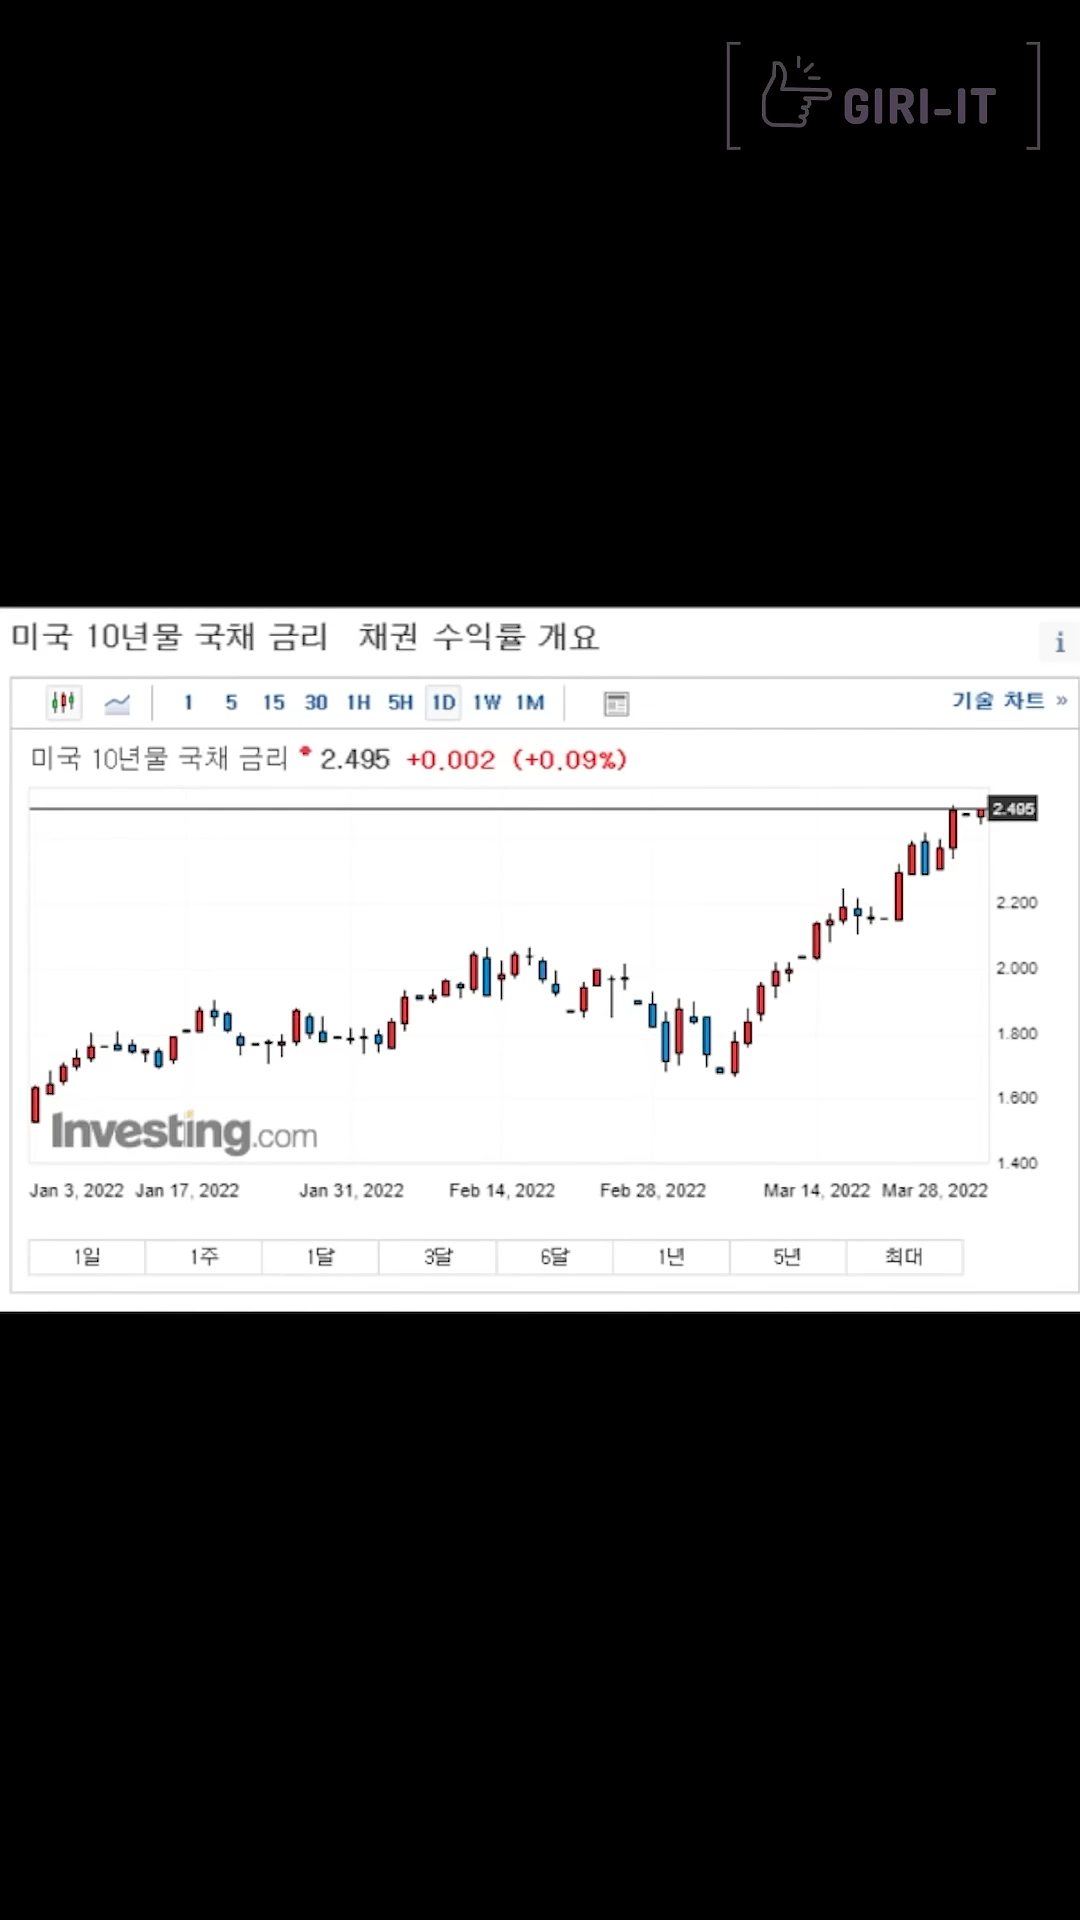 GIRI-IT
미국 10년물 국채 금리 채권 수익률 개요
i
1 5 15 30 1H 5H 1D 1W 1M 기술 차트 »
미국 10년물 국채 금리 2.495 +0.002 (+0.09%)
2.495
2.200
2.000
1.800
1.600
1.400
Investing.com
Jan 3, 2022 Jan 17, 2022 Jan 31, 2022 Feb 14, 2022 Feb 28, 2022 Mar 14, 2022 Mar 28, 2022
1일 1주 1달 3달 6달 1년 5년 최대